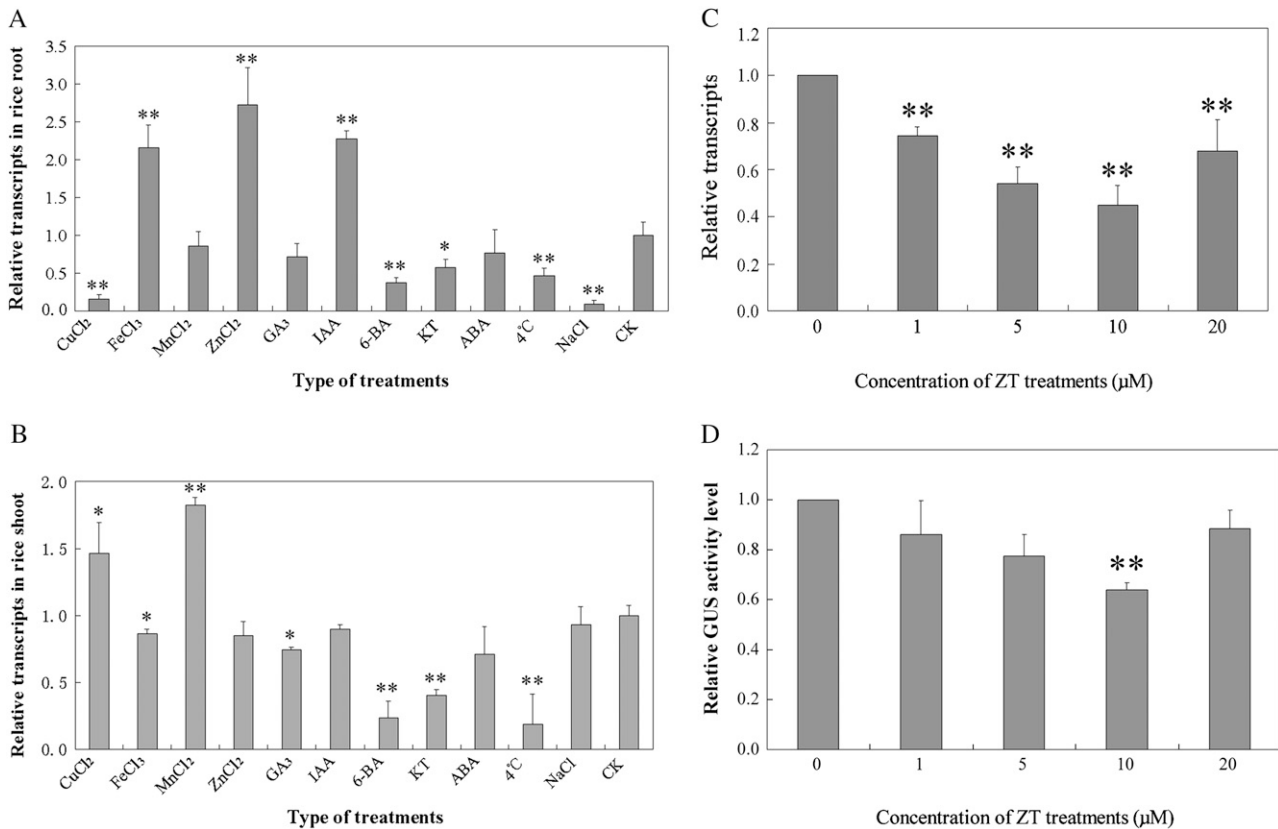 A
Relative transcripts in rice root
3.5
3.0
2.5
2.0
1.5
1.0
0.5
0. 0
**
**
**
**
**
*
**
**
CuCl2
FeCl3
MnCl2
ZnCl2
GA3
IAA
6-BA
KT
ABA
4℃
NaCl
CK
Type of treatments
B
Relative transcripts in rice shoot
2. 0
1. 5
1. 0
0. 5
0. 0
*
*
**
*
**
**
**
CuCl2
FeCl3
MnCl2
ZnCl2
GA3
IAA
6-BA
KT
ABA
4℃
NaCl
CK
Type of treatments
C
Relative transcripts
1.2
1.0
0.8
0.6
0.4
0.2
0.0
**
**
**
**
0
1
5
10
20
Concentration of ZT treatments (μM)
D
Relative GUS activity level
1.2
1.0
0.8
0.6
0.4
0.2
0.0
**
0
1
5
10
20
Concentration of ZT treatments (μM)